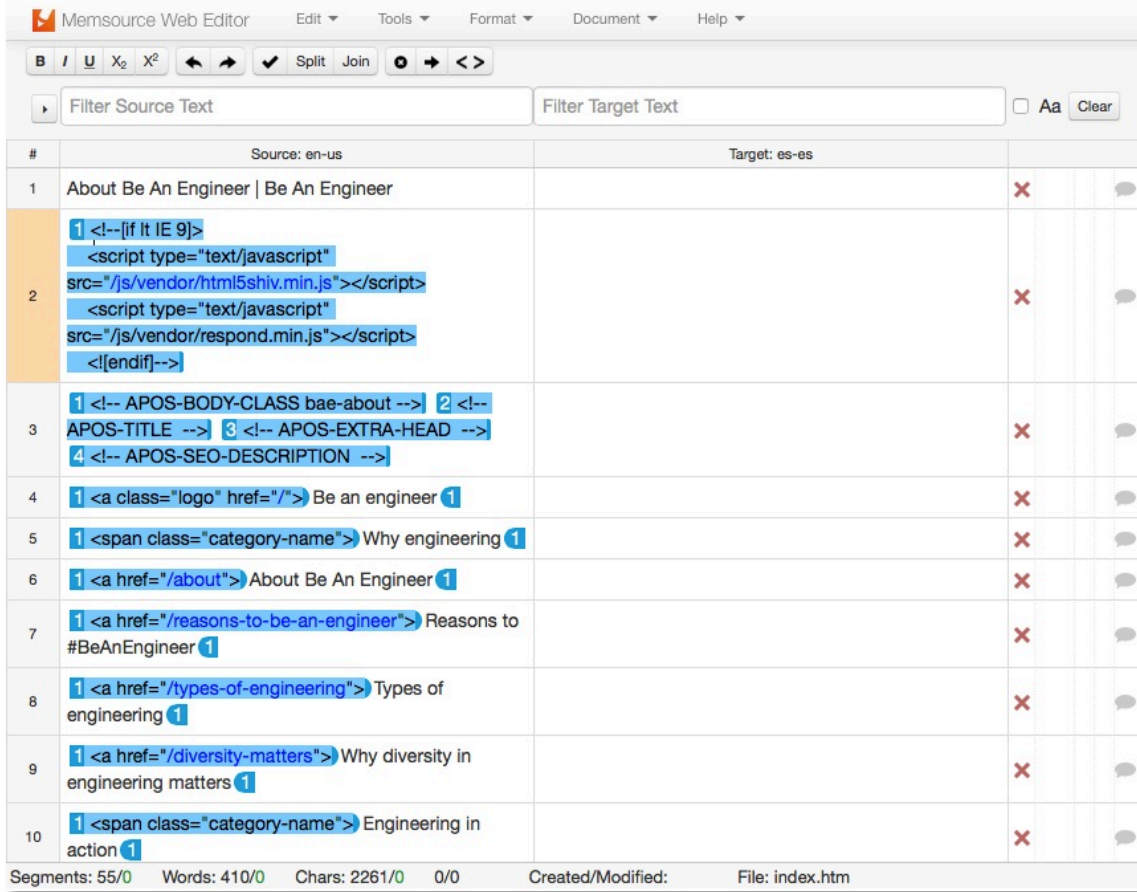 Memsource Web Editor Edit Tools Format Document Help
B I U X₂ X² Split Join < >
Filter Source Text Filter Target Text Aa Clear
# Source: en-us Target: es-es
1 About Be An Engineer | Be An Engineer
1 <!--[if lt IE 9]>
<script type="text/javascript"
src="/js/vendor/html5shiv.min.js"></script>
2 <script type="text/javascript"
src="/js/vendor/respond.min.js"></script>
<![endif]-->
1 <!-- APOS-BODY-CLASS bae-about --> 2 <!--
3 APOS-TITLE --> 3 <!-- APOS-EXTRA-HEAD -->
4 <!-- APOS-SEO-DESCRIPTION -->
4 1 <a class="logo" href="/"> Be an engineer 1
5 1 <span class="category-name"> Why engineering 1
6 1 <a href="/about"> About Be An Engineer 1
7 1 <a href="/reasons-to-be-an-engineer"> Reasons to
#BeAnEngineer 1
8 1 <a href="/types-of-engineering"> Types of
engineering 1
9 1 <a href="/diversity-matters"> Why diversity in
engineering matters 1
10 1 <span class="category-name"> Engineering in
action 1
Segments: 55/0 Words: 410/0 Chars: 2261/0 0/0 Created/Modified: File: index.htm